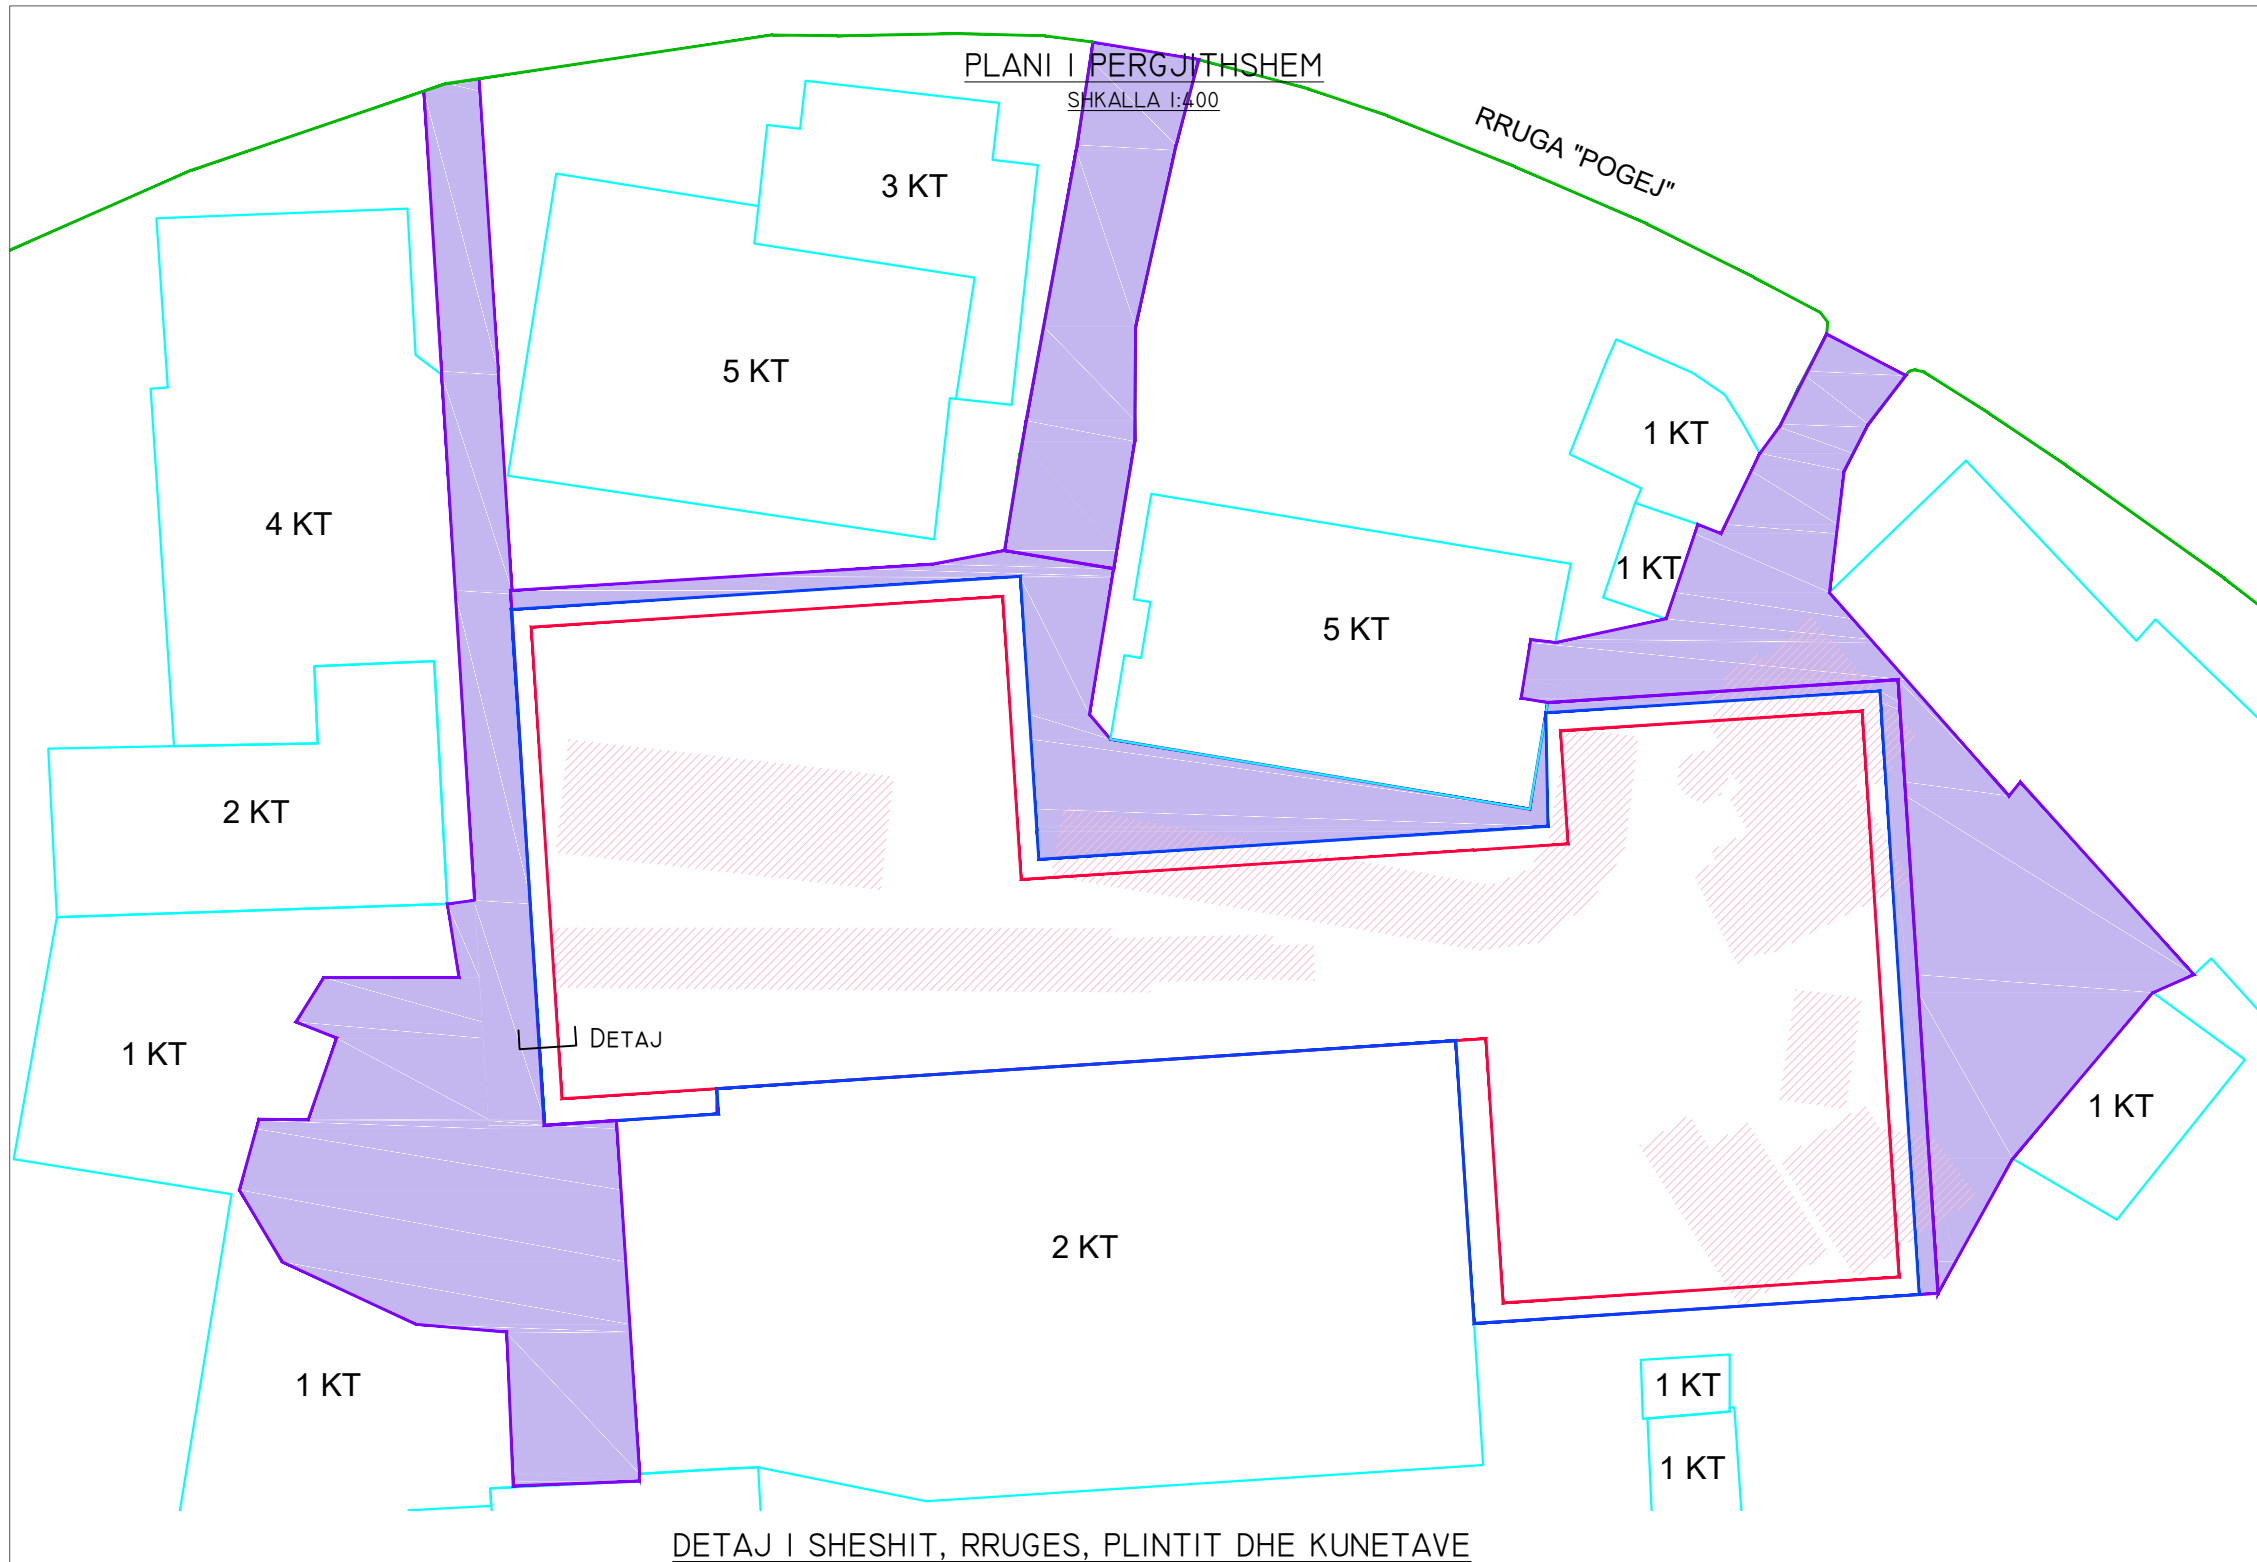 PLANI I PERGJITHSHEM
SHKALLA 1:400
RRUGA "POGEJ"
3 KT
5 KT
1 KT
4 KT
1 KT
5 KT
2 KT
DETAJ
1 KT
1 KT
2 KT
1 KT
1 KT
1 KT
DETAJ I SHESHIT, RRUGES, PLINTIT DHE KUNETAVE